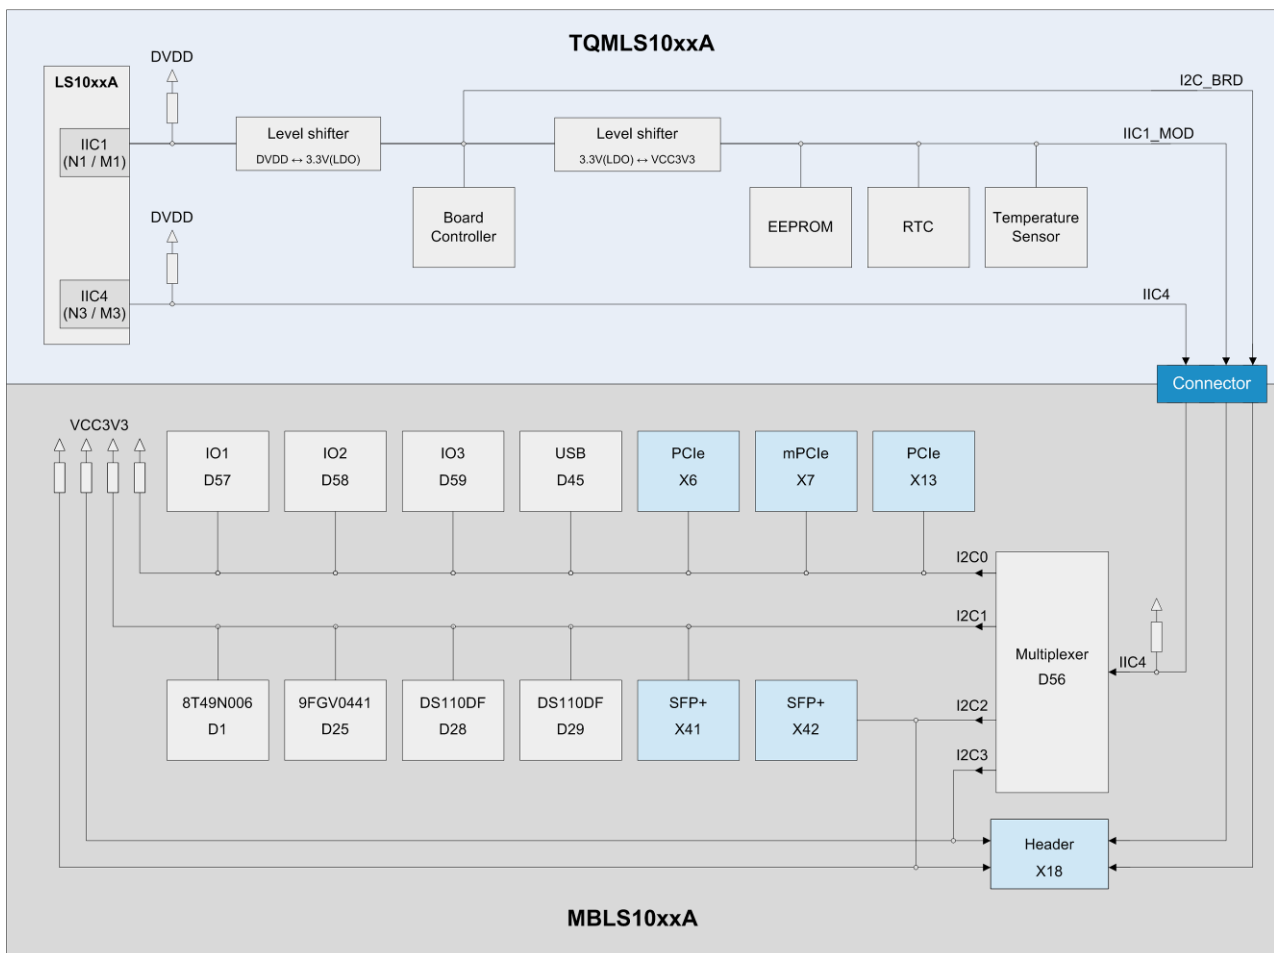 TQMLS10xxA
DVDD
I2C_BRD
LS10xxA
Level shifter
DVDD ↔ 3.3V(LDO)
Level shifter
3.3V(LDO) ↔ VCC3V3
IIC1_MOD
IIC1
(N1 / M1)
Board
Controller
EEPROM
RTC
Temperature
Sensor
DVDD
IIC4
(N3 / M3)
IIC4
Connector
VCC3V3
IO1
D57
IO2
D58
IO3
D59
USB
D45
PCIe
X6
mPCIe
X7
PCIe
X13
I2C0
I2C1
Multiplexer
D56
IIC4
8T49N006
D1
9FGV0441
D25
DS110DF
D28
DS110DF
D29
SFP+
X41
SFP+
X42
I2C2
I2C3
Header
X18
MBLS10xxA